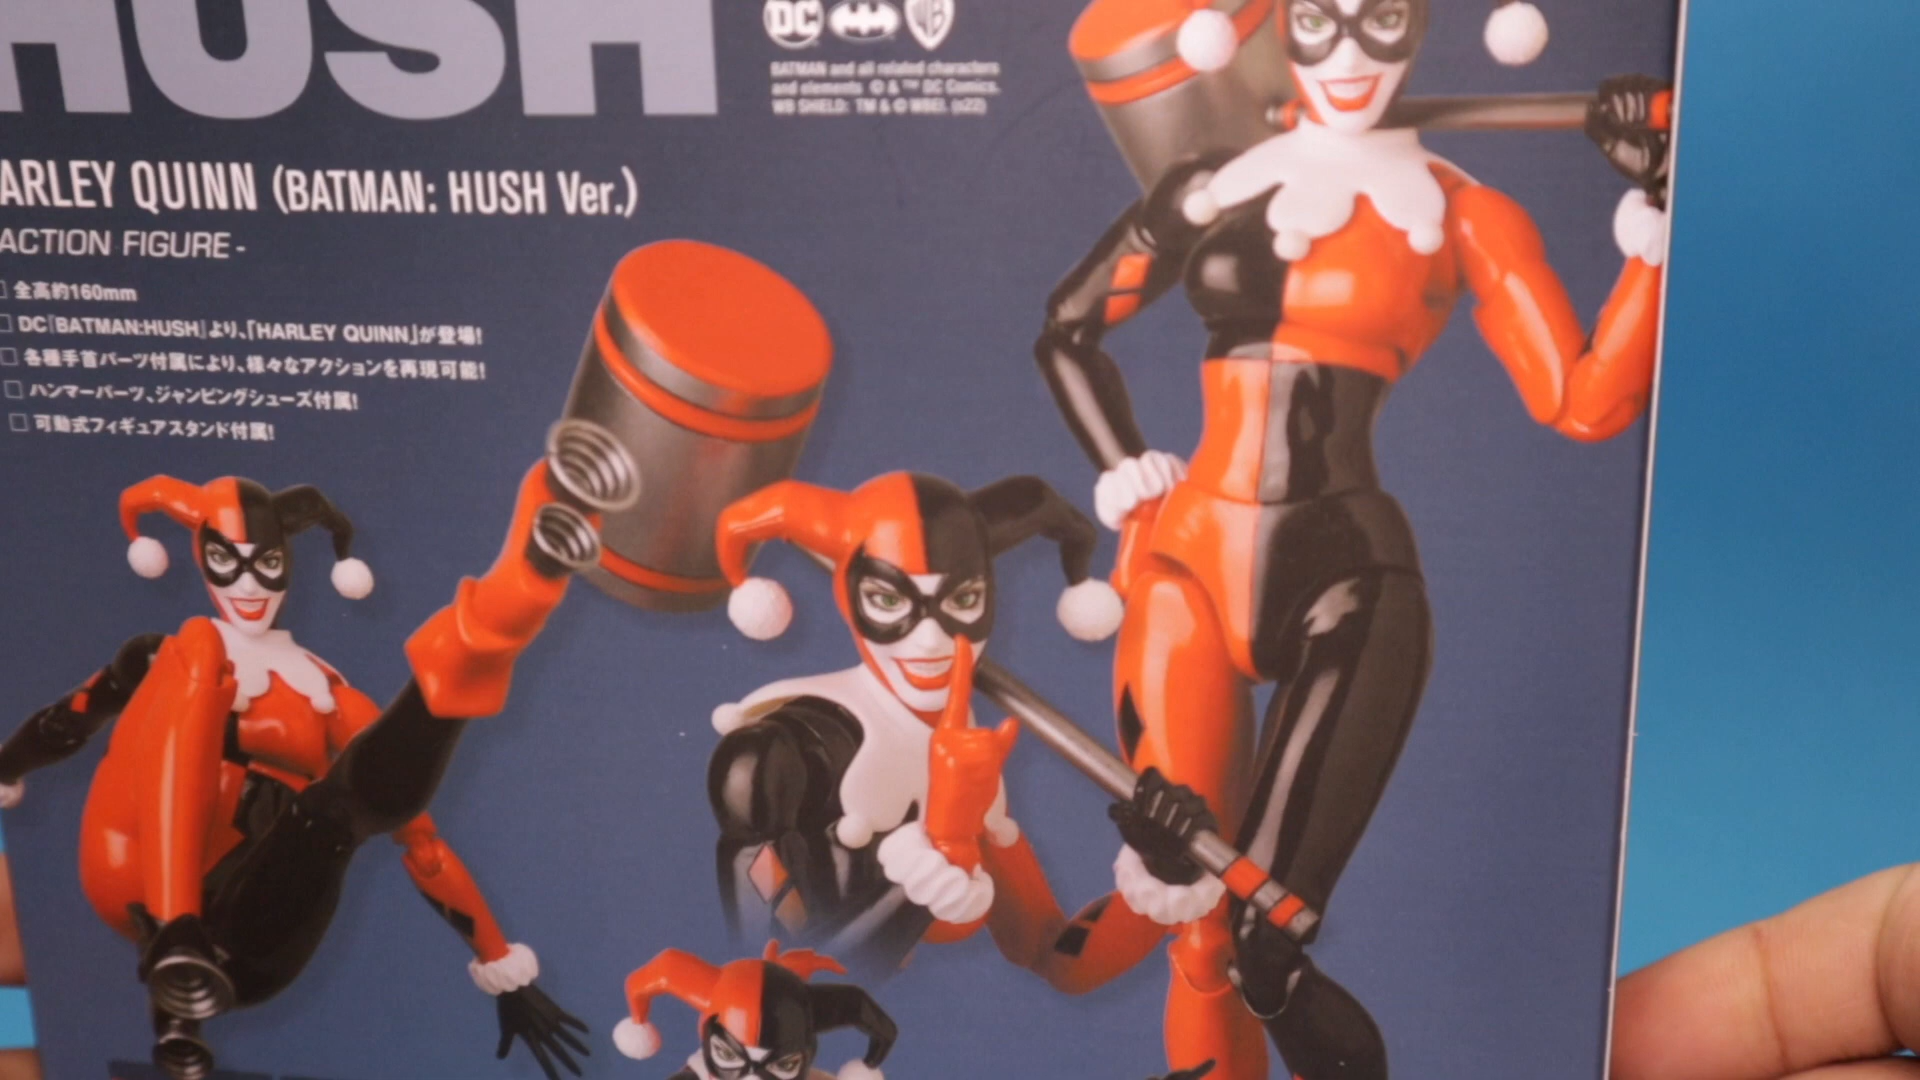 HUSH
DC
BATMAN and all related characters
and elements © & ™ DC Comics.
WB SHIELD: TM & © WBEI. (s22)
ARLEY QUINN (BATMAN: HUSH Ver.)
ACTION FIGURE-
□ 全高約160mm
□ DC『BATMAN:HUSH』より、「HARLEY QUINN」が登場!
□ 各種手首パーツ付属により、様々なアクションを再現可能!
□ ハンマーパーツ、ジャンピングシューズ付属!
□ 可動式フィギュアスタンド付属!